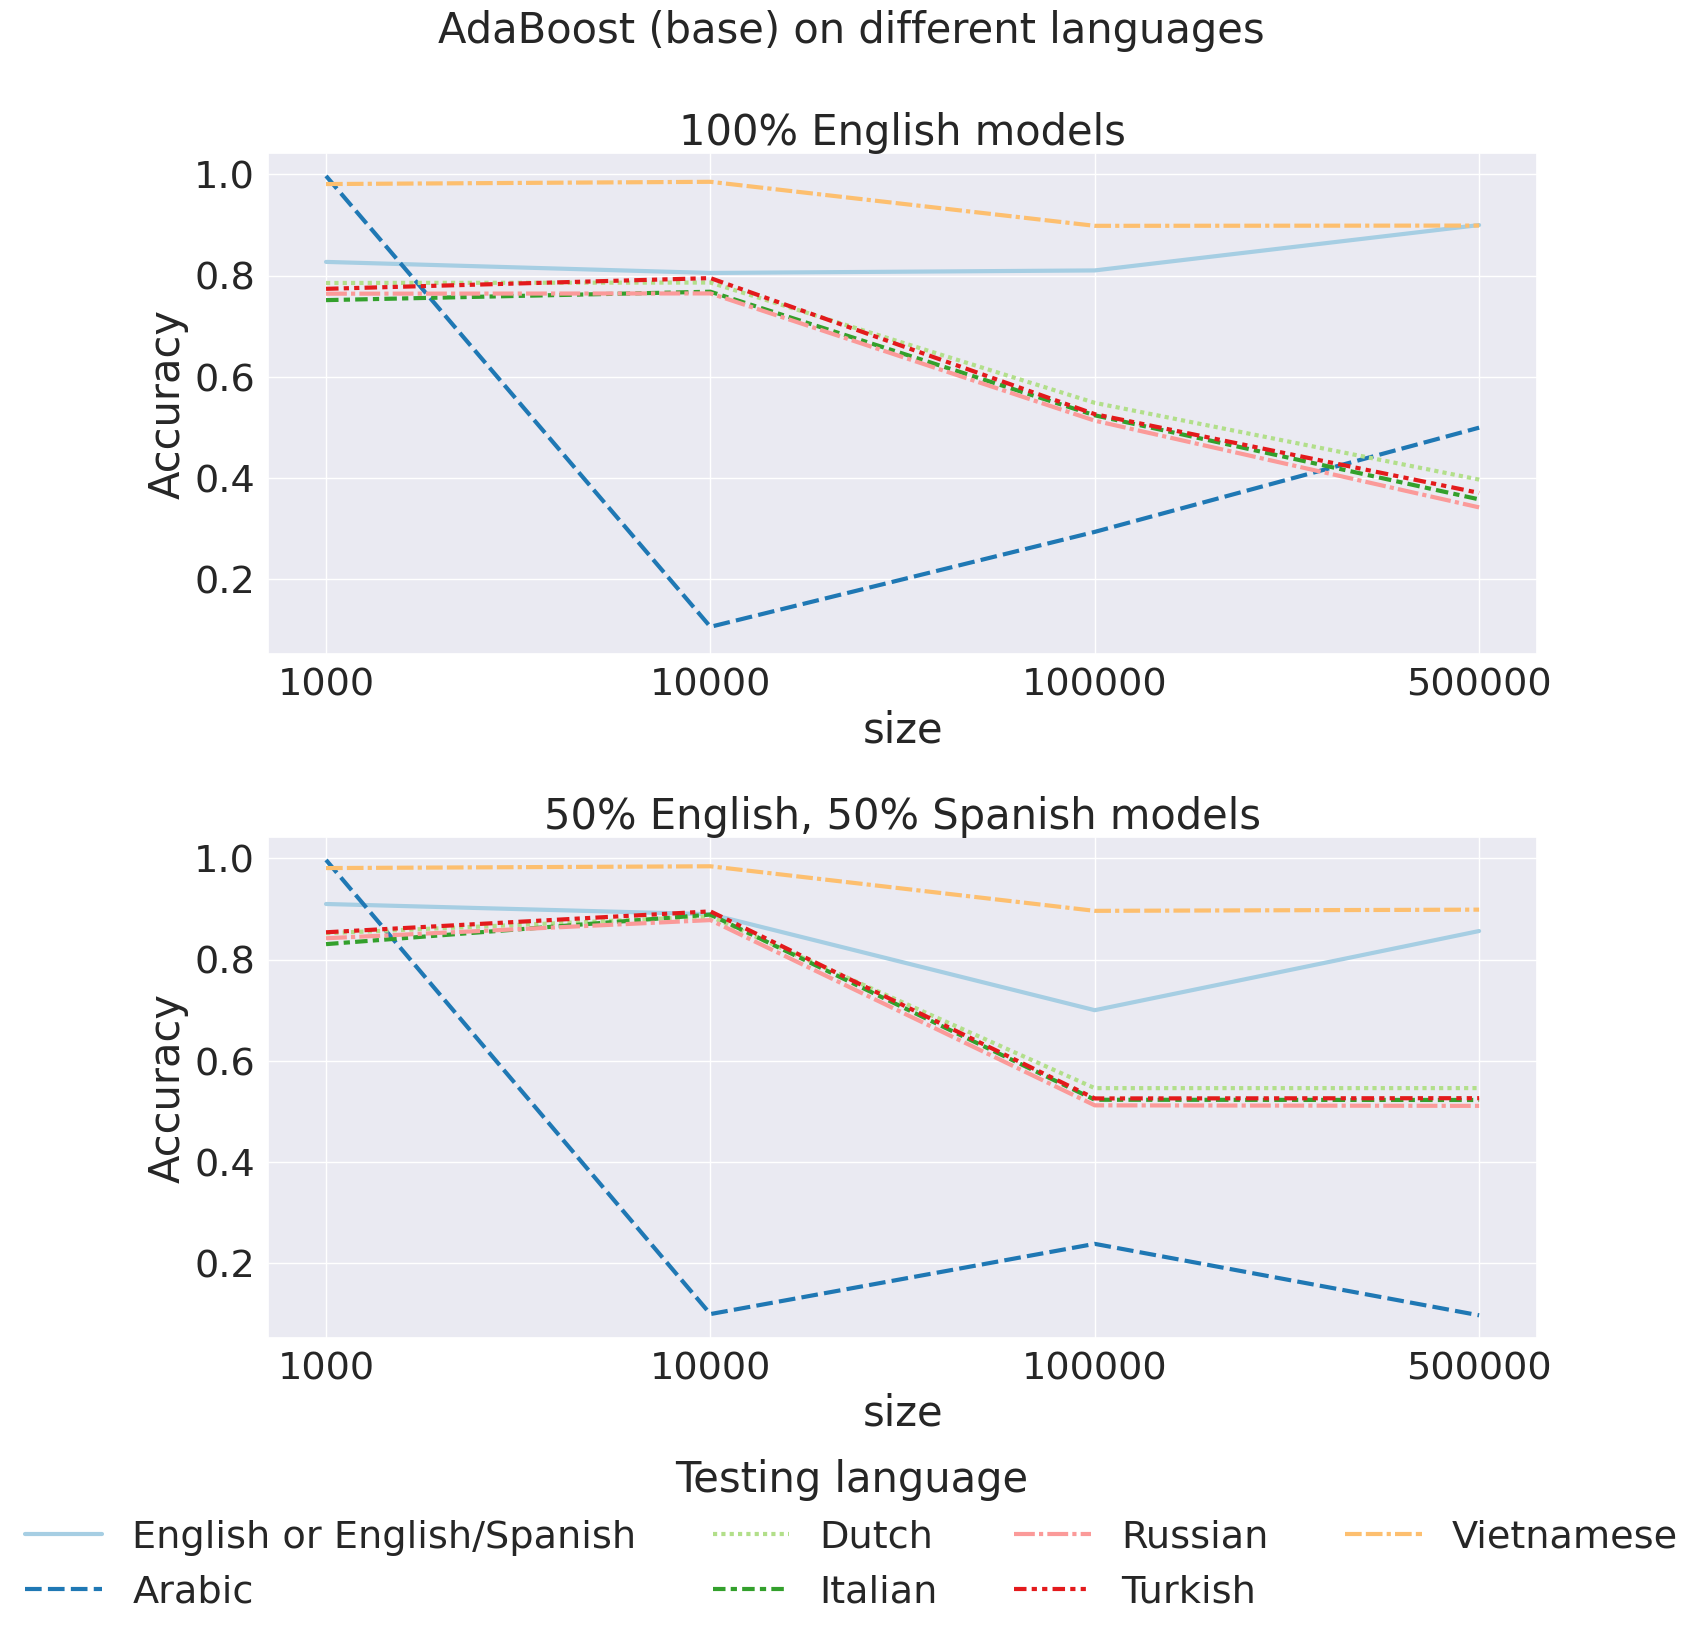 AdaBoost (base) on different languages
100% English models
1.0
0.8
0.6
0.4
0.2
Accuracy
1000 10000 100000 500000
size
50% English, 50% Spanish models
1.0
0.8
0.6
0.4
0.2
Accuracy
1000 10000 100000 500000
size
Testing language
English or English/Spanish Dutch Russian Vietnamese
Arabic Italian Turkish